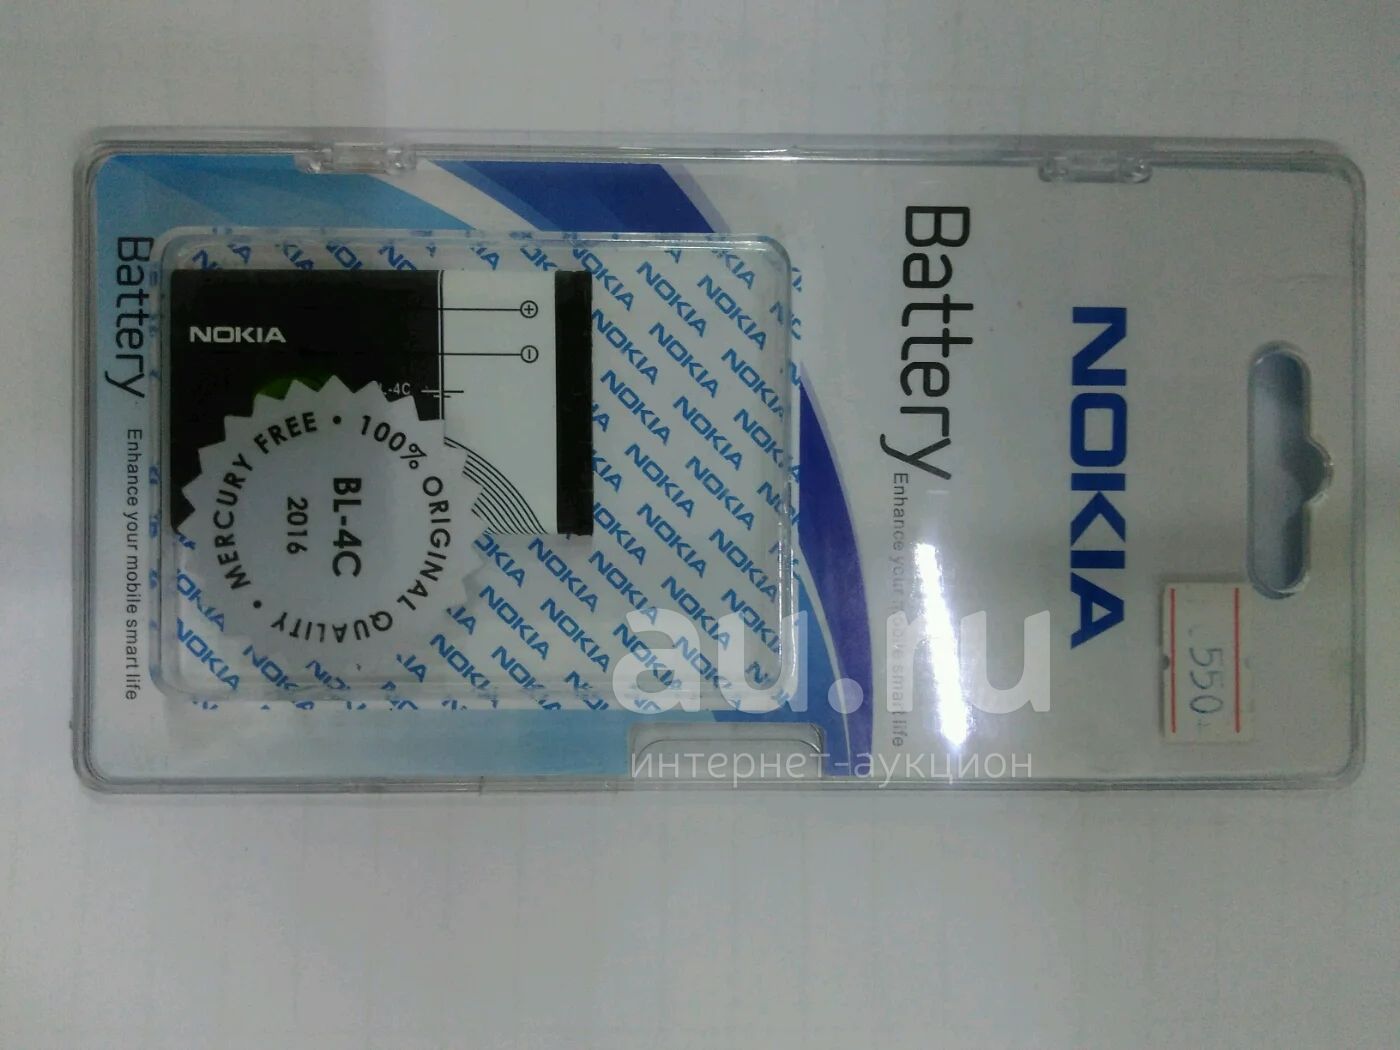 NOKIA
Battery
Enhance your mobile smart life
NOKIA
BL-4C
100% ORIGINAL QUALITY • MERCURY FREE •
BL-4C
2016
Battery
Enhance your mobile smart life
550
au.ru
интернет-аукцион